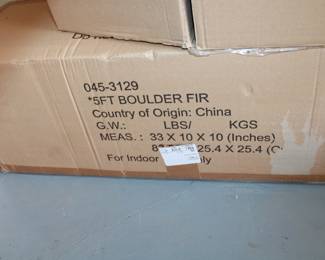 045-3129
*5FT BOULDER FIR
Country of Origin: China
G.W.: LBS/ KGS
MEAS. : 33 X 10 X 10 (Inches)
25.4 X 25.4
For Indoor